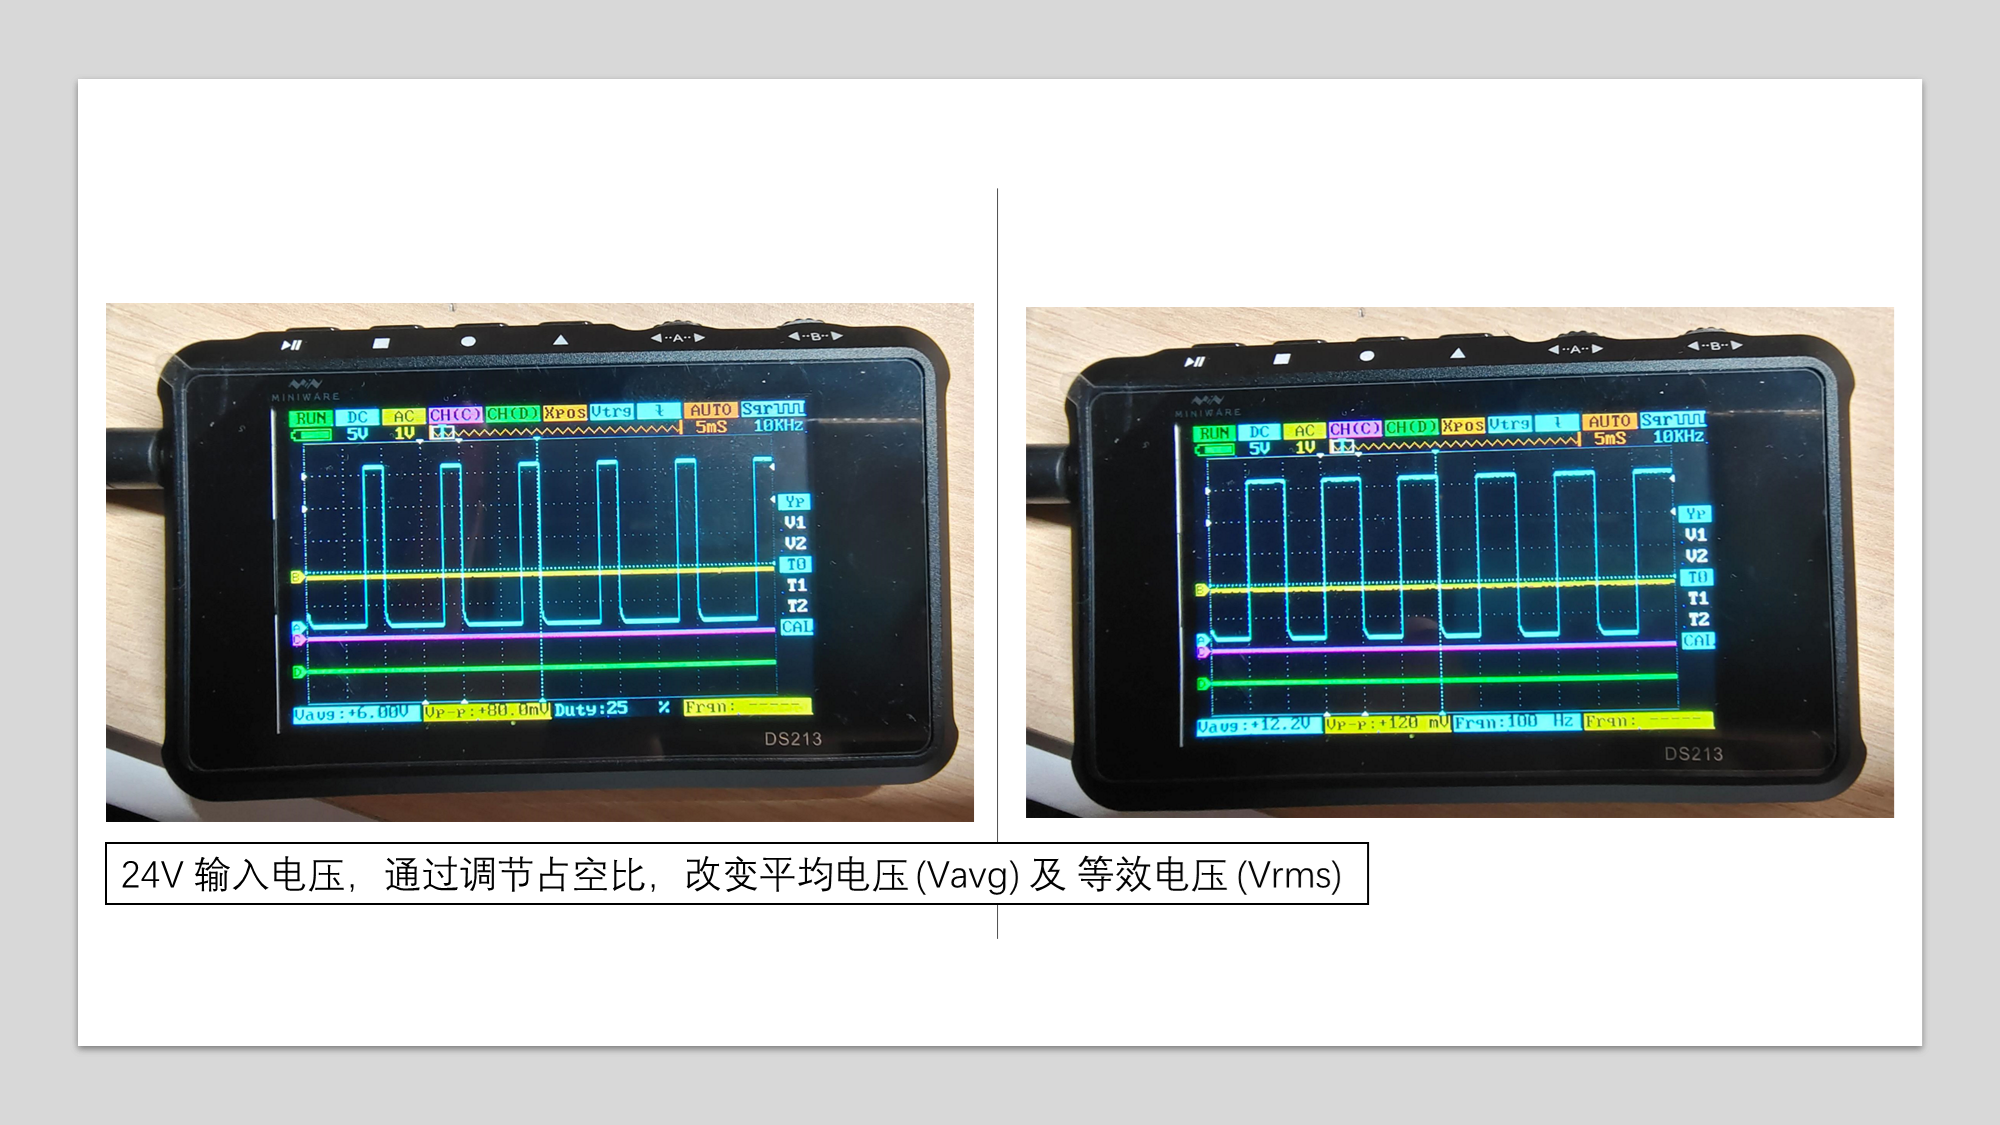 MINIWARE
RUN DC AC CH(C) CH(D) Xpos Vtrg AUTO Sqr
5V 1V 5mS 10KHz
Yp
V1
V2
T0
T1
T2
CAL
B
A
C
D
Vavg:+6.00V Vp-p:+80.0mV Duty:25 % Frqn: -----
DS213
MINIWARE
RUN DC AC CH(C) CH(D) Xpos Vtrg AUTO Sqr
5V 1V 5mS 10KHz
Yp
V1
V2
T0
T1
T2
CAL
B
A
C
D
Vavg:+12.2V Vp-p:+120 mV Frqn:100 Hz Frqn: -----
DS213
24V 输入电压，通过调节占空比，改变平均电压(Vavg) 及 等效电压 (Vrms)